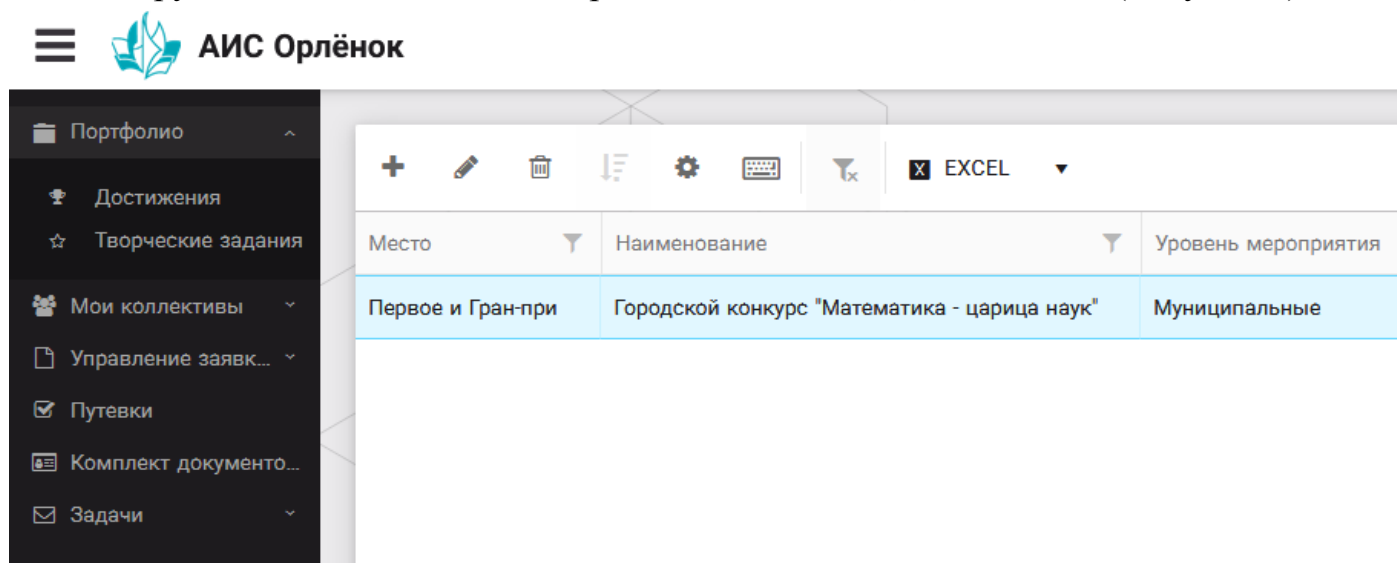 АИС Орлёнок
Портфолио
Достижения
Творческие задания
Мои коллективы
Управление заявк...
Путевки
Комплект документо...
Задачи
X EXCEL
Место Наименование Уровень мероприятия
Первое и Гран-при Городской конкурс "Математика - царица наук" Муниципальные